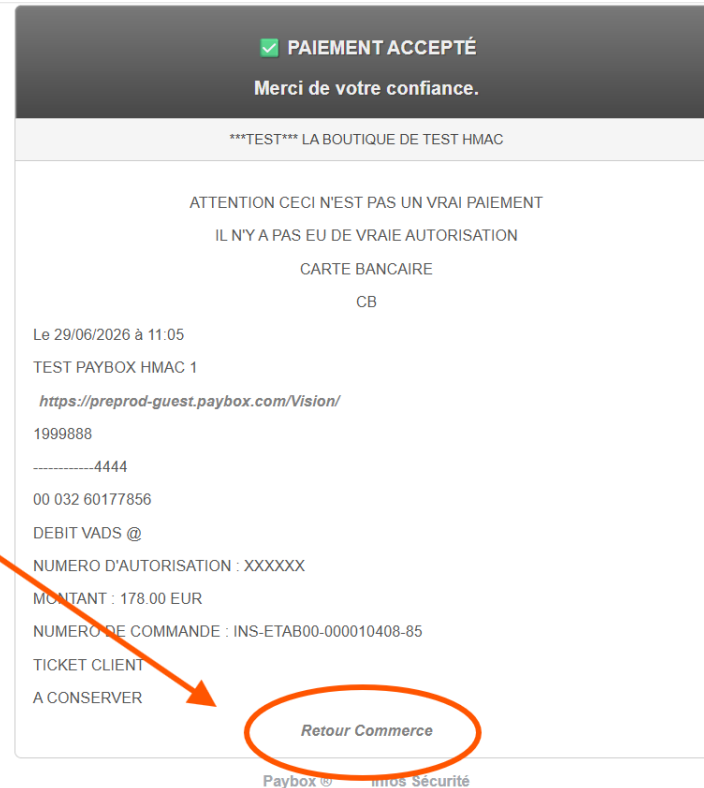 PAIEMENT ACCEPTÉ
Merci de votre confiance.
***TEST*** LA BOUTIQUE DE TEST HMAC
ATTENTION CECI N'EST PAS UN VRAI PAIEMENT
IL N'Y A PAS EU DE VRAIE AUTORISATION
CARTE BANCAIRE
CB
Le 29/06/2026 à 11:05
TEST PAYBOX HMAC 1
https://preprod-guest.paybox.com/Vision/
1999888
------------4444
00 032 60177856
DEBIT VADS @
NUMERO D'AUTORISATION : XXXXXX
MONTANT : 178.00 EUR
NUMERO DE COMMANDE : INS-ETAB00-000010408-85
TICKET CLIENT
A CONSERVER
Retour Commerce
Paybox ® Infos Sécurité